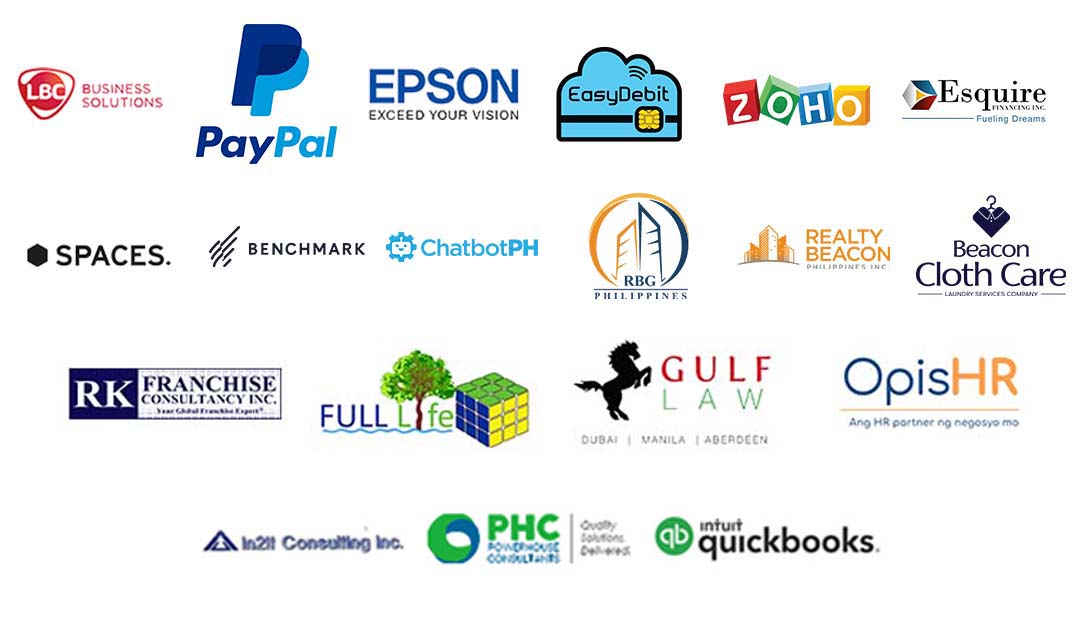 LBC BUSINESS
SOLUTIONS
PayPal
EPSON
EXCEED YOUR VISION
EasyDebit
ZOHO
Esquire
FINANCING INC.
Fueling Dreams
SPACES.
BENCHMARK
ChatbotPH
RBG
PHILIPPINES
REALTY
BEACON
PHILIPPINES INC.
Beacon
Cloth Care
LAUNDRY SERVICES COMPANY
RK FRANCHISE
CONSULTANCY INC.
Your Global Franchise Expert
FULL Life
GULF
LAW
DUBAI | MANILA | ABERDEEN
OpisHR
Ang HR partner ng negosyo mo
In2it Consulting Inc.
PHC
POWERHOUSE
CONSULTANTS
Quality
Solutions.
Delivered.
qb
intuit
quickbooks.